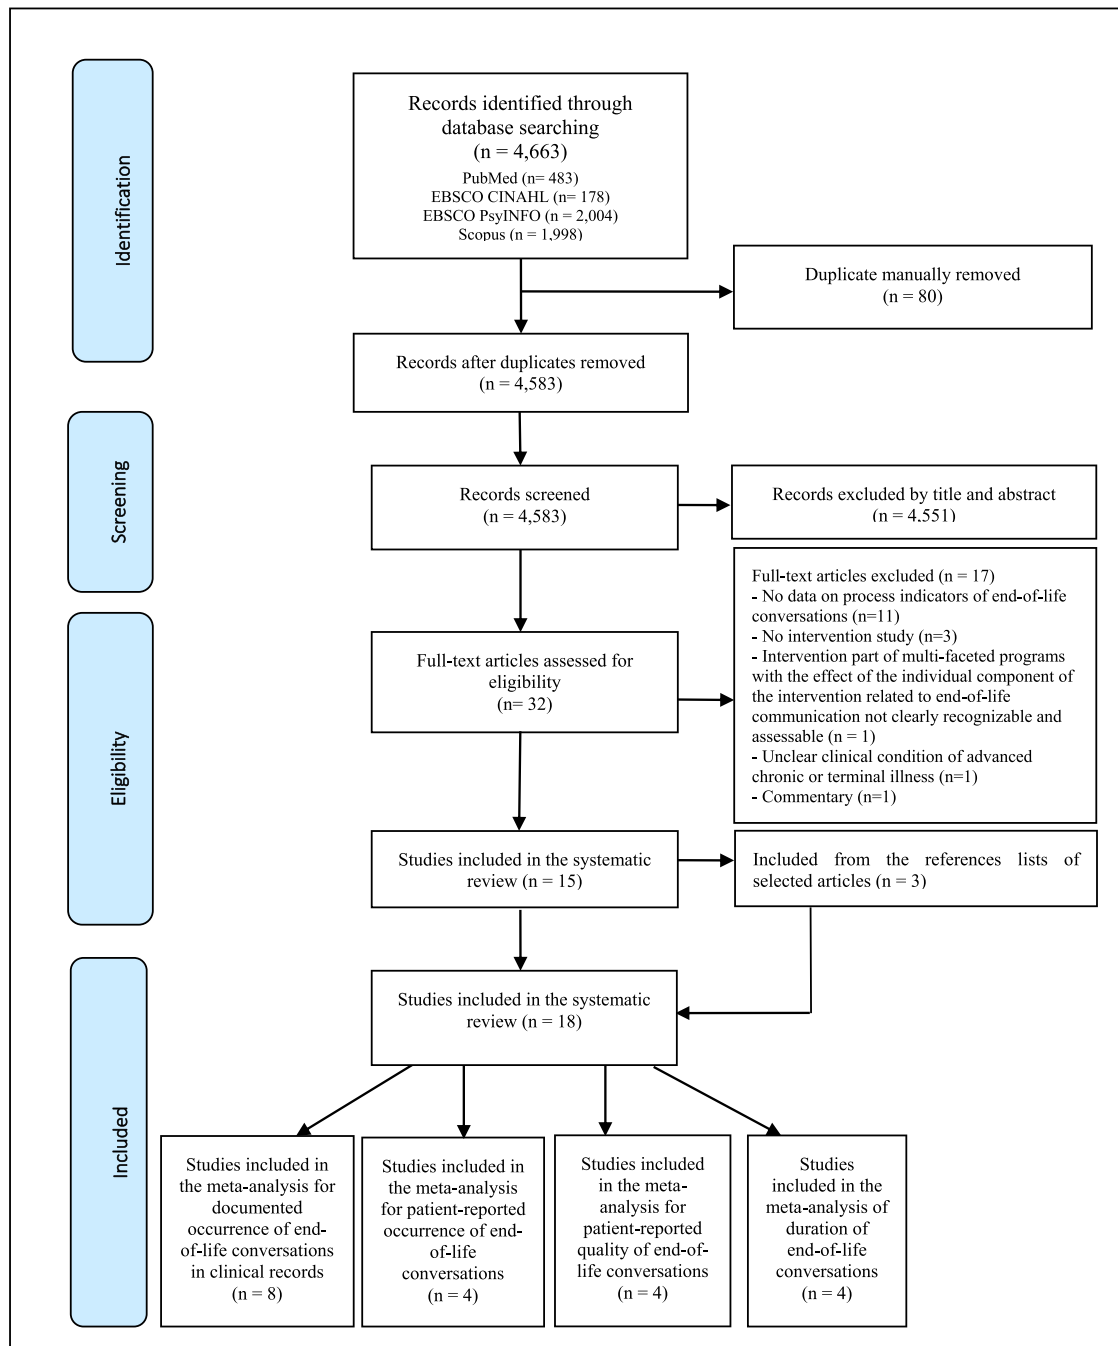 Identification
Records identified through
database searching
(n = 4,663)
PubMed (n= 483)
EBSCO CINAHL (n= 178)
EBSCO PsyINFO (n = 2,004)
Scopus (n = 1,998)
Duplicate manually removed
(n = 80)
Records after duplicates removed
(n = 4,583)
Screening
Records screened
(n = 4,583)
Records excluded by title and abstract
(n = 4,551)
Eligibility
Full-text articles assessed for
eligibility
(n= 32)
Full-text articles excluded (n = 17)
- No data on process indicators of end-of-life
conversations (n=11)
- No intervention study (n=3)
- Intervention part of multi-faceted programs
with the effect of the individual component of
the intervention related to end-of-life
communication not clearly recognizable and
assessable (n = 1)
- Unclear clinical condition of advanced
chronic or terminal illness (n=1)
- Commentary (n=1)
Studies included in the systematic
review (n = 15)
Included from the references lists of
selected articles (n = 3)
Included
Studies included in the systematic
review (n = 18)
Studies included in
the meta-analysis for
documented
occurrence of end-
of-life conversations
in clinical records
(n = 8)
Studies included in
the meta-analysis
for patient-reported
occurrence of end-
of-life
conversations
(n = 4)
Studies included
in the meta-
analysis for
patient-reported
quality of end-of-
life conversations
(n = 4)
Studies
included in the
meta-analysis of
duration of
end-of-life
conversations
(n = 4)